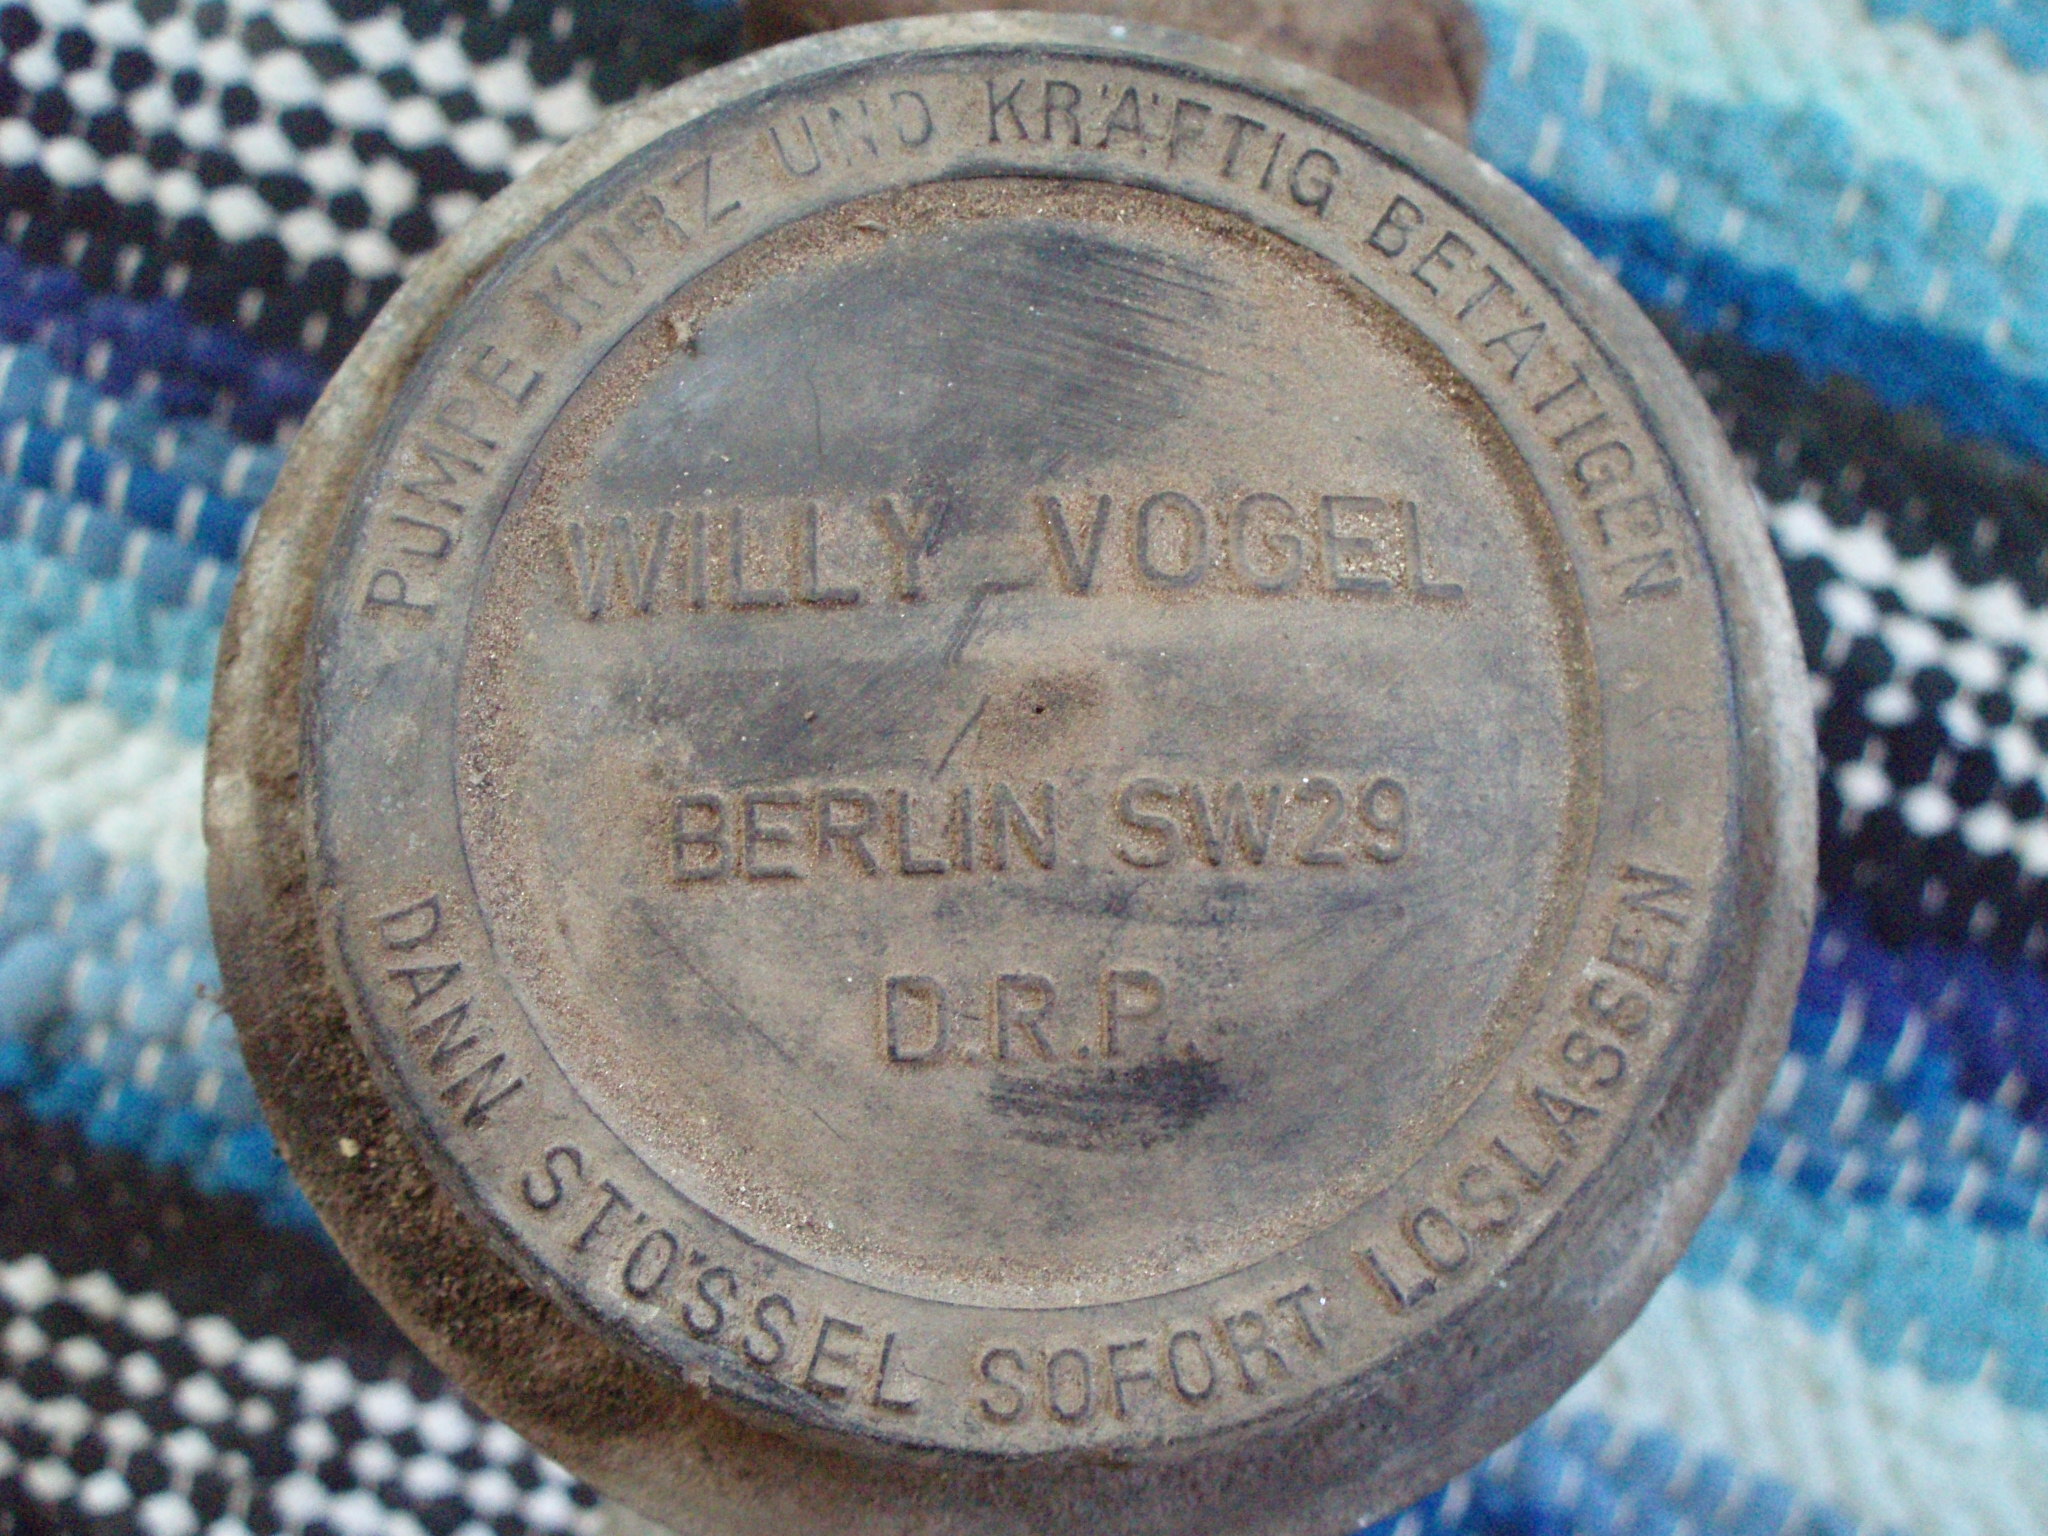 PUMPE KURZ UND KRÄFTIG BETÄTIGEN
WILLY VOGEL
BERLIN SW29
D.R.P.
DANN STÖSSEL SOFORT LOSLASSEN